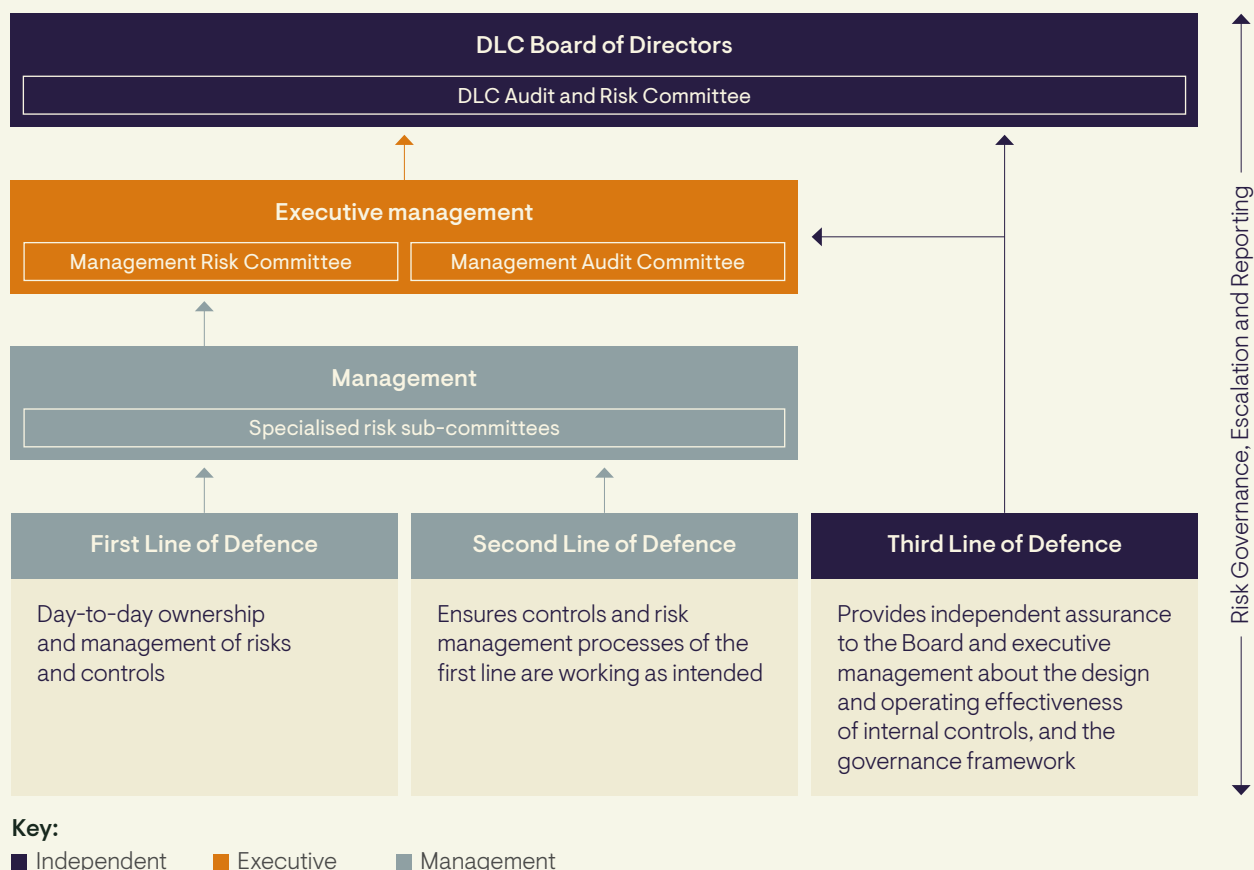 DLC Board of Directors
DLC Audit and Risk Committee
Executive management
Management Risk Committee
Management Audit Committee
Management
Specialised risk sub-committees
First Line of Defence
Day-to-day ownership
and management of risks
and controls
Second Line of Defence
Ensures controls and risk
management processes of the
first line are working as intended
Third Line of Defence
Provides independent assurance
to the Board and executive
management about the design
and operating effectiveness
of internal controls, and the
governance framework
Risk Governance, Escalation and Reporting
Key:
Independent
Executive
Management